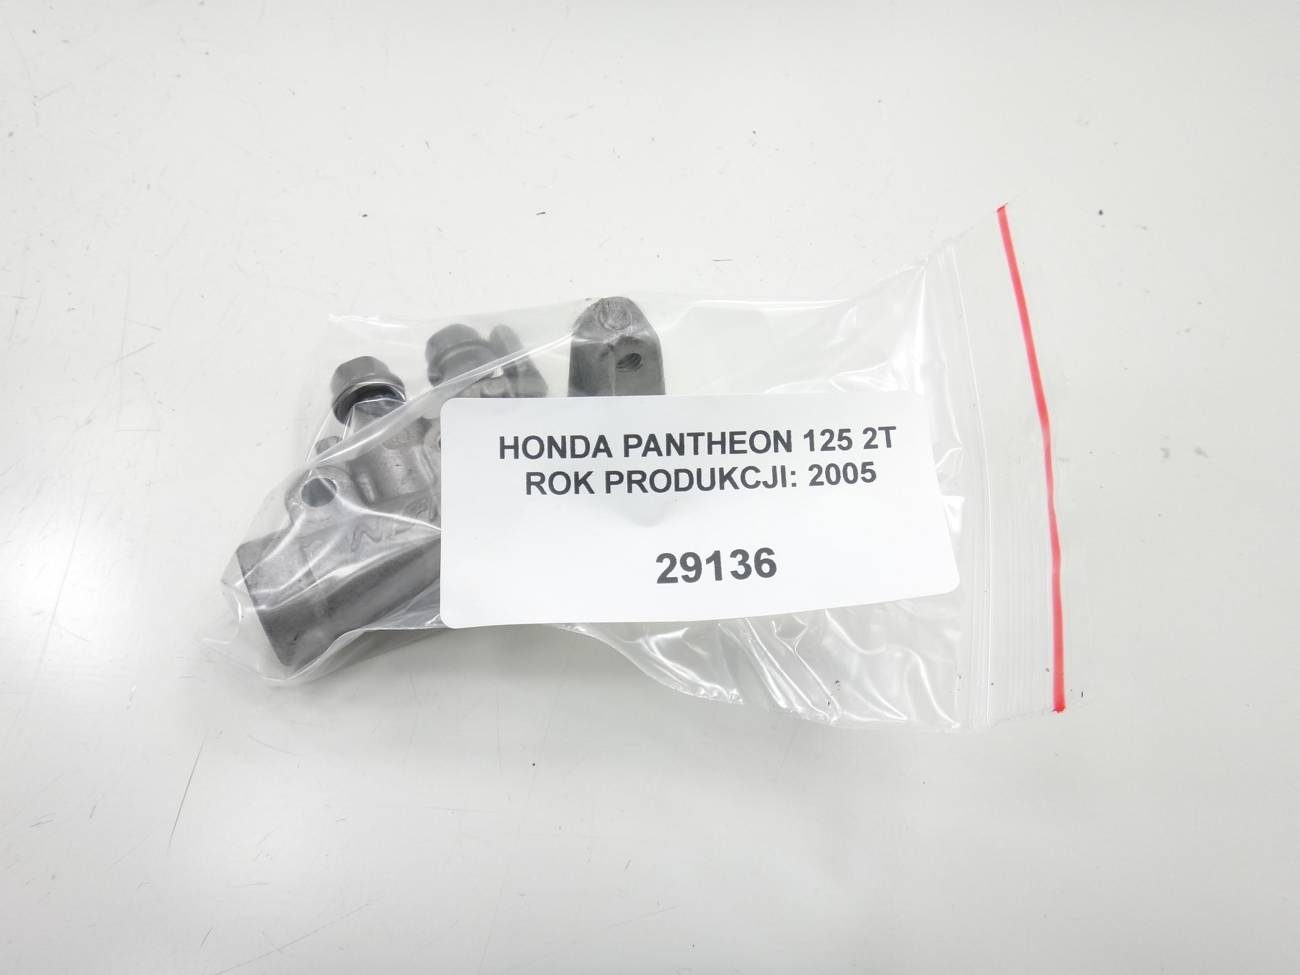 HONDA PANTHEON 125 2T
ROK PRODUKCJI: 2005
29136